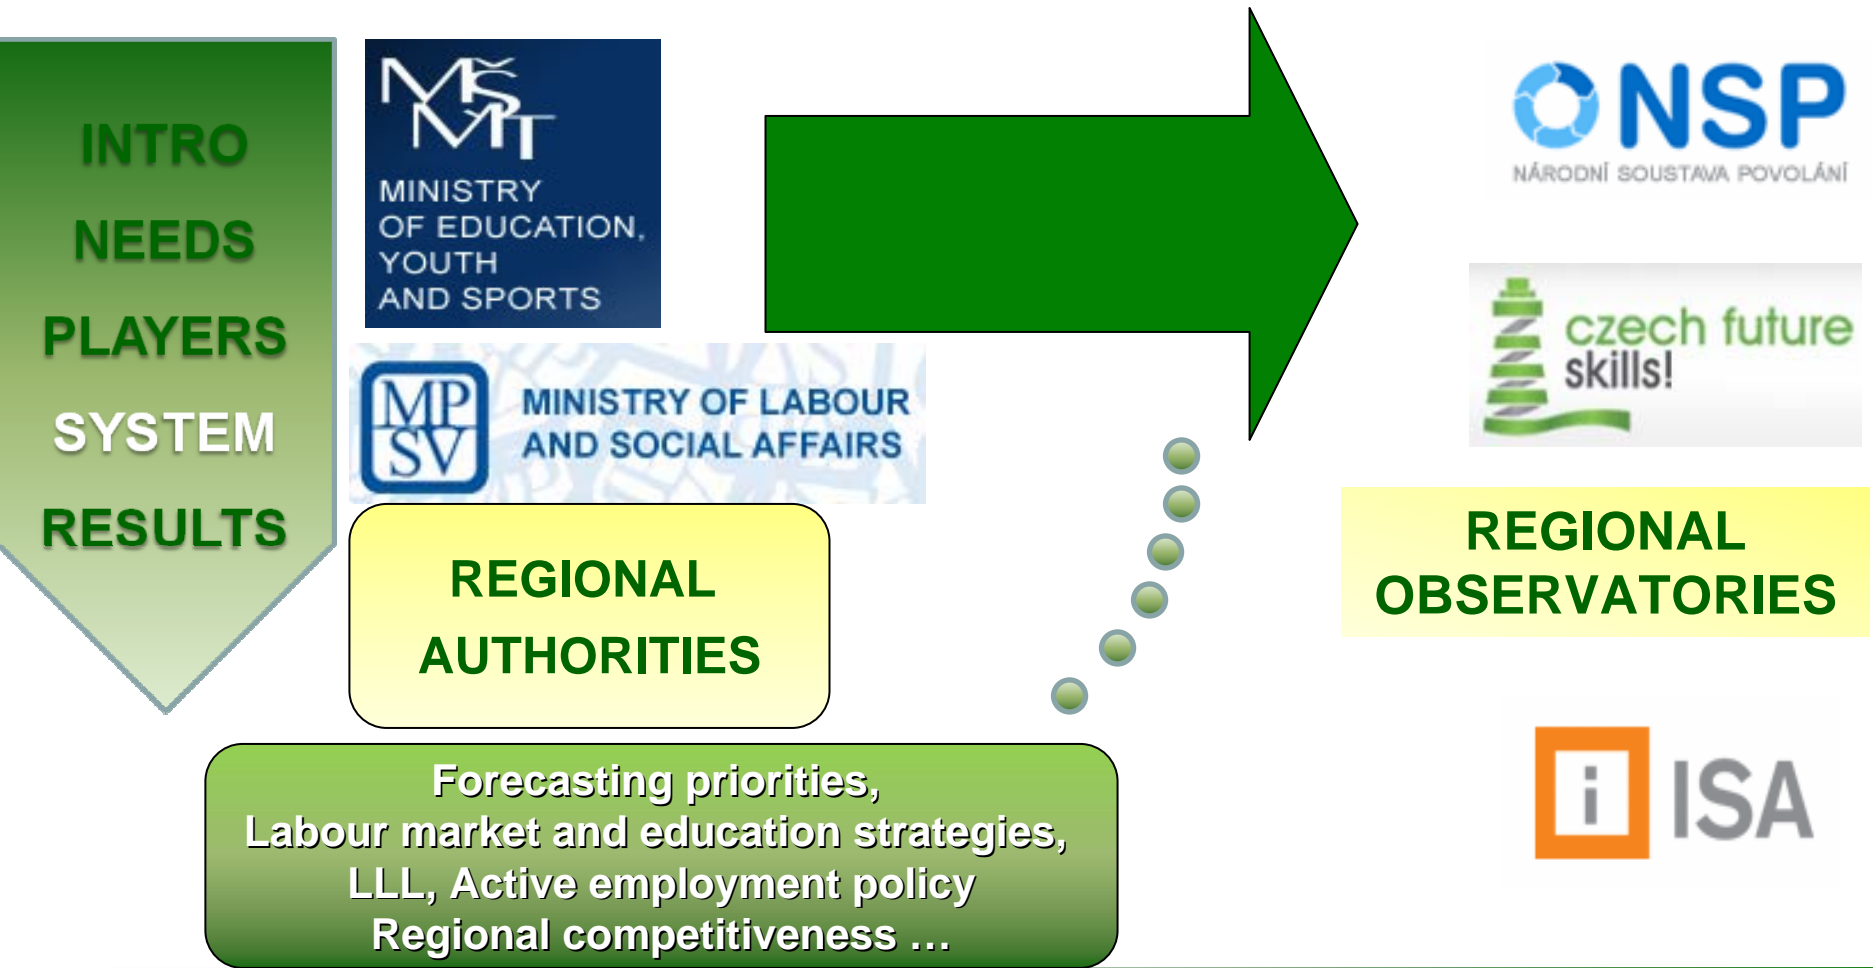 INTRO
NEEDS
PLAYERS
SYSTEM
RESULTS
MŠMT
MINISTRY
OF EDUCATION,
YOUTH
AND SPORTS
MP
SV
MINISTRY OF LABOUR
AND SOCIAL AFFAIRS
REGIONAL
AUTHORITIES
Forecasting priorities,
Labour market and education strategies,
LLL, Active employment policy
Regional competitiveness …
NSP
NÁRODNÍ SOUSTAVA POVOLÁNÍ
czech future
skills!
REGIONAL
OBSERVATORIES
i ISA